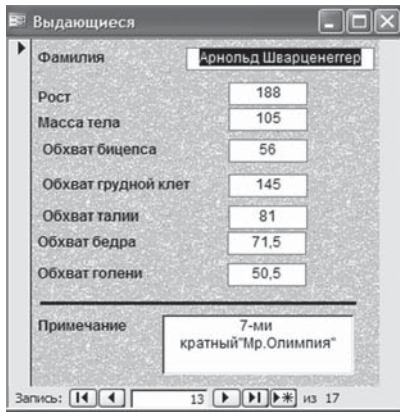 Выдающиеся
Фамилия Арнольд Шварценеггер
Рост 188
Масса тела 105
Обхват бицепса 56
Обхват грудной клет 145
Обхват талии 81
Обхват бедра 71,5
Обхват голени 50,5
Примечание 7-ми
кратный"Мр.Олимпия"
Запись: 13 из 17